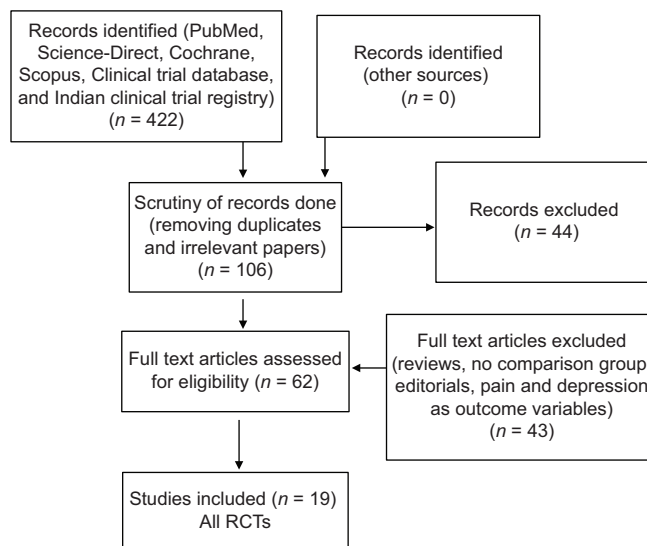 Records identified (PubMed,
Science-Direct, Cochrane,
Scopus, Clinical trial database,
and Indian clinical trial registry)
(n = 422)
Records identified
(other sources)
(n = 0)
Scrutiny of records done
(removing duplicates
and irrelevant papers)
(n = 106)
Records excluded
(n = 44)
Full text articles assessed
for eligibility (n = 62)
Full text articles excluded
(reviews, no comparison group
editorials, pain and depression
as outcome variables)
(n = 43)
Studies included (n = 19)
All RCTs